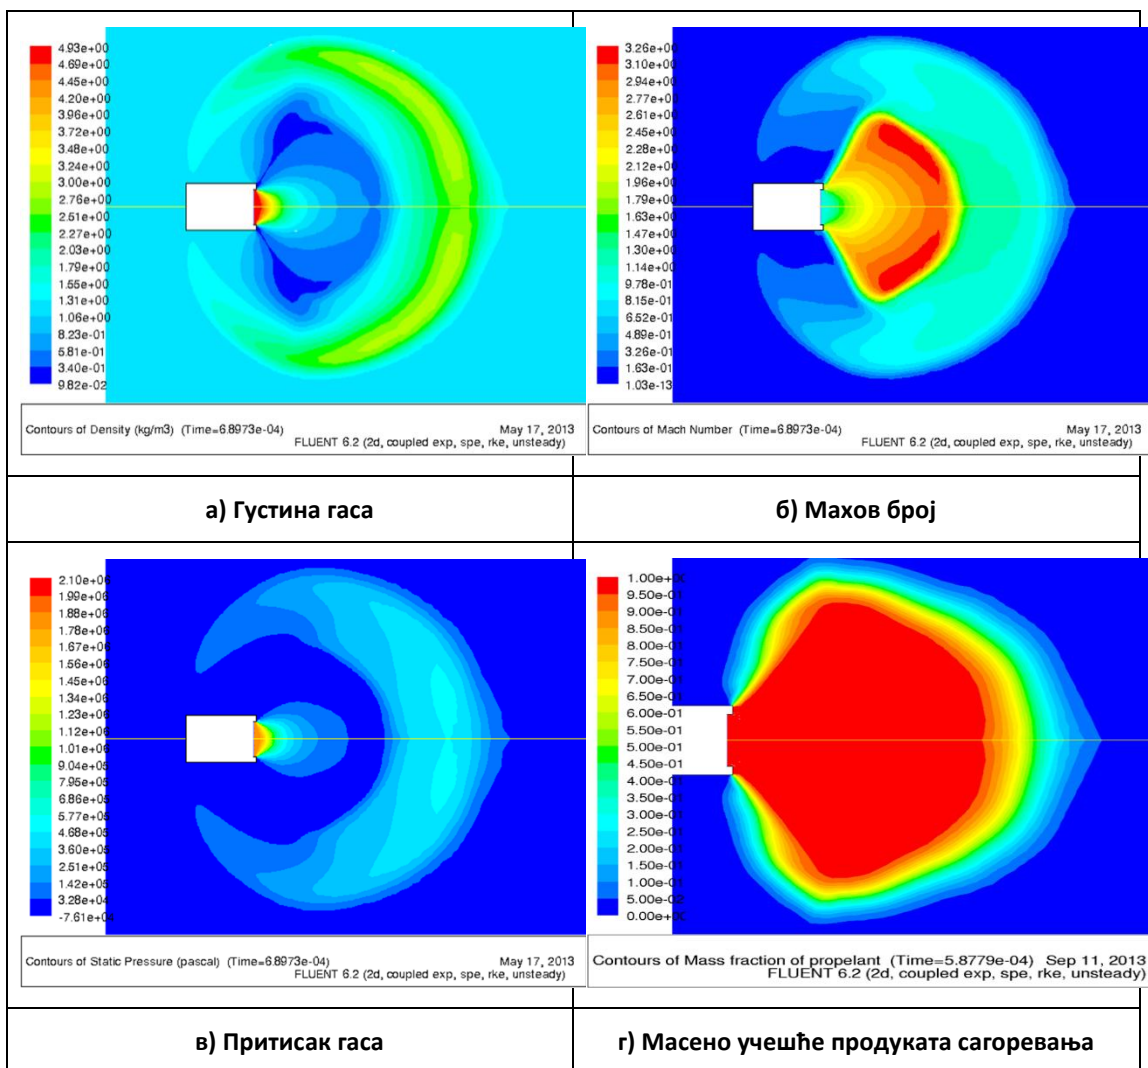 4.93e+00
4.69e+00
4.45e+00
4.20e+00
3.96e+00
3.72e+00
3.48e+00
3.24e+00
3.00e+00
2.76e+00
2.51e+00
2.27e+00
2.03e+00
1.79e+00
1.55e+00
1.31e+00
1.06e+00
8.23e-01
5.81e-01
3.40e-01
9.82e-02
Contours of Density (kg/m3) (Time=6.8973e-04) May 17, 2013
FLUENT 6.2 (2d, coupled exp, spe, rke, unsteady)
3.26e+00
3.10e+00
2.94e+00
2.77e+00
2.61e+00
2.45e+00
2.28e+00
2.12e+00
1.96e+00
1.79e+00
1.63e+00
1.47e+00
1.30e+00
1.14e+00
9.78e-01
8.15e-01
6.52e-01
4.89e-01
3.26e-01
1.63e-01
1.03e-13
Contours of Mach Number (Time=6.8973e-04) May 17, 2013
FLUENT 6.2 (2d, coupled exp, spe, rke, unsteady)
а) Густина гаса
б) Махов број
2.10e+06
1.99e+06
1.88e+06
1.78e+06
1.67e+06
1.56e+06
1.45e+06
1.34e+06
1.23e+06
1.12e+06
1.01e+06
9.04e+05
7.95e+05
6.86e+05
5.77e+05
4.68e+05
3.60e+05
2.51e+05
1.42e+05
3.28e+04
-7.61e+04
Contours of Static Pressure (pascal) (Time=6.8973e-04) May 17, 2013
FLUENT 6.2 (2d, coupled exp, spe, rke, unsteady)
1.00e+00
9.50e-01
9.00e-01
8.50e-01
8.00e-01
7.50e-01
7.00e-01
6.50e-01
6.00e-01
5.50e-01
5.00e-01
4.50e-01
4.00e-01
3.50e-01
3.00e-01
2.50e-01
2.00e-01
1.50e-01
1.00e-01
5.00e-02
0.00e+00
Contours of Mass fraction of propelant (Time=5.8779e-04) Sep 11, 2013
FLUENT 6.2 (2d, coupled exp, spe, rke, unsteady)
в) Притисак гаса
г) Масено учешће продуката сагоревања